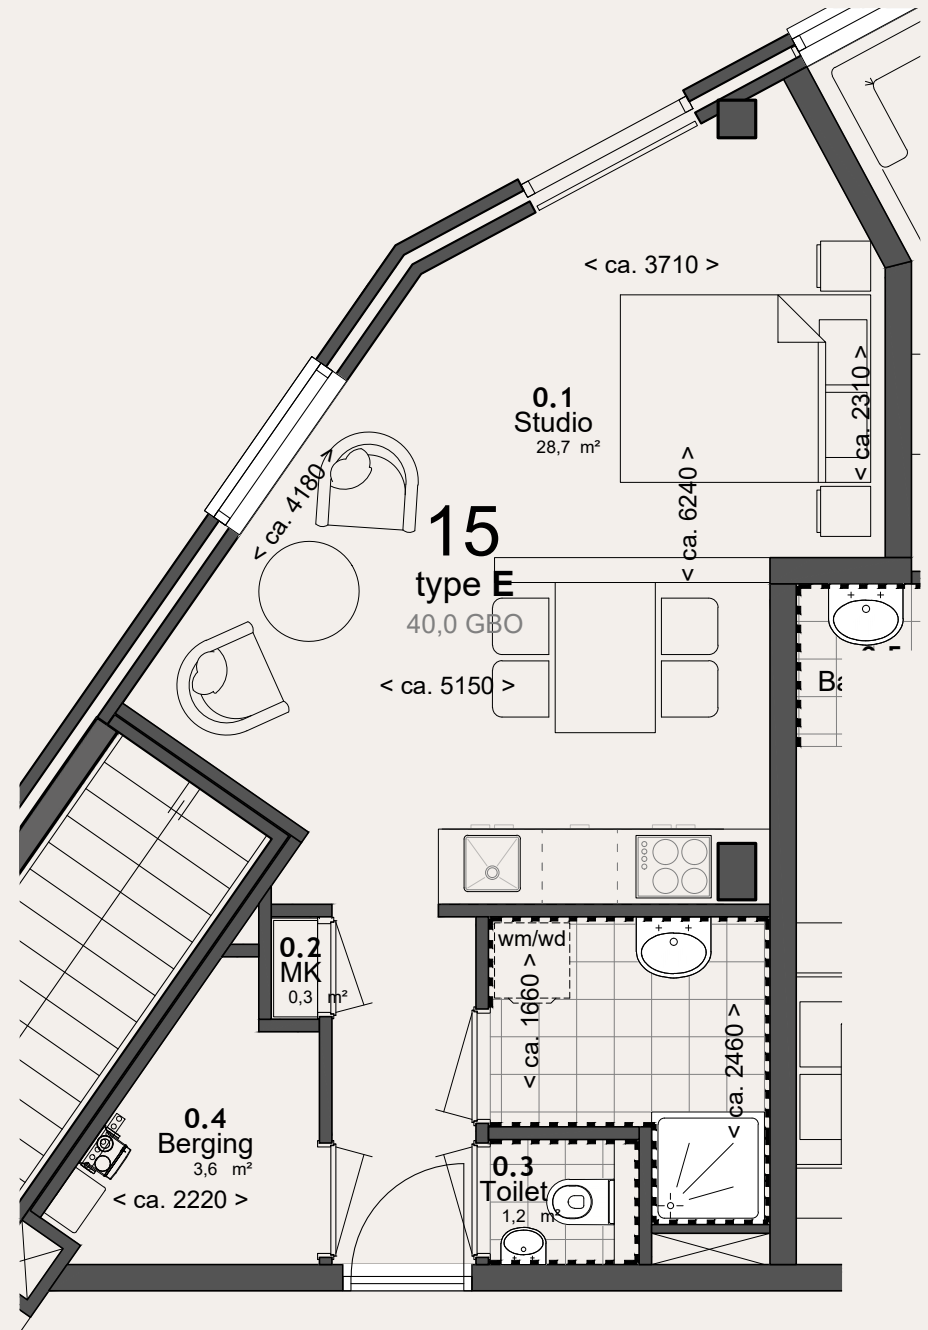 < ca. 3710 >
0.1
Studio
28,7 m²
< ca. 2310 >
< ca. 6240 >
< ca. 4180 >
15
type E
40,0 GBO
< ca. 5150 >
0.2
MK
0,3 m²
wm/wd
< ca. 1660 >
< ca. 2460 >
0.4
Berging
3,6 m²
< ca. 2220 >
0.3
Toilet
1,2 m²